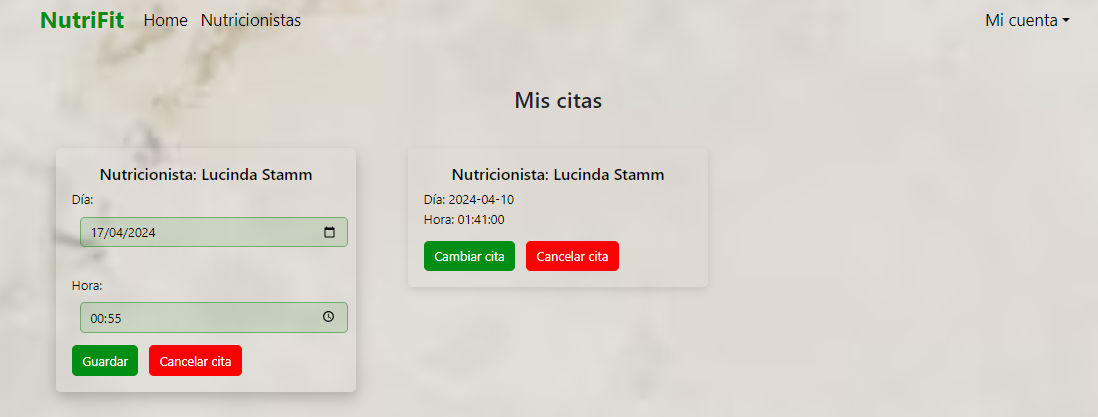 NutriFit Home Nutricionistas Mi cuenta
Mis citas
Nutricionista: Lucinda Stamm
Día:
17/04/2024
Hora:
00:55
Guardar Cancelar cita
Nutricionista: Lucinda Stamm
Día: 2024-04-10
Hora: 01:41:00
Cambiar cita Cancelar cita